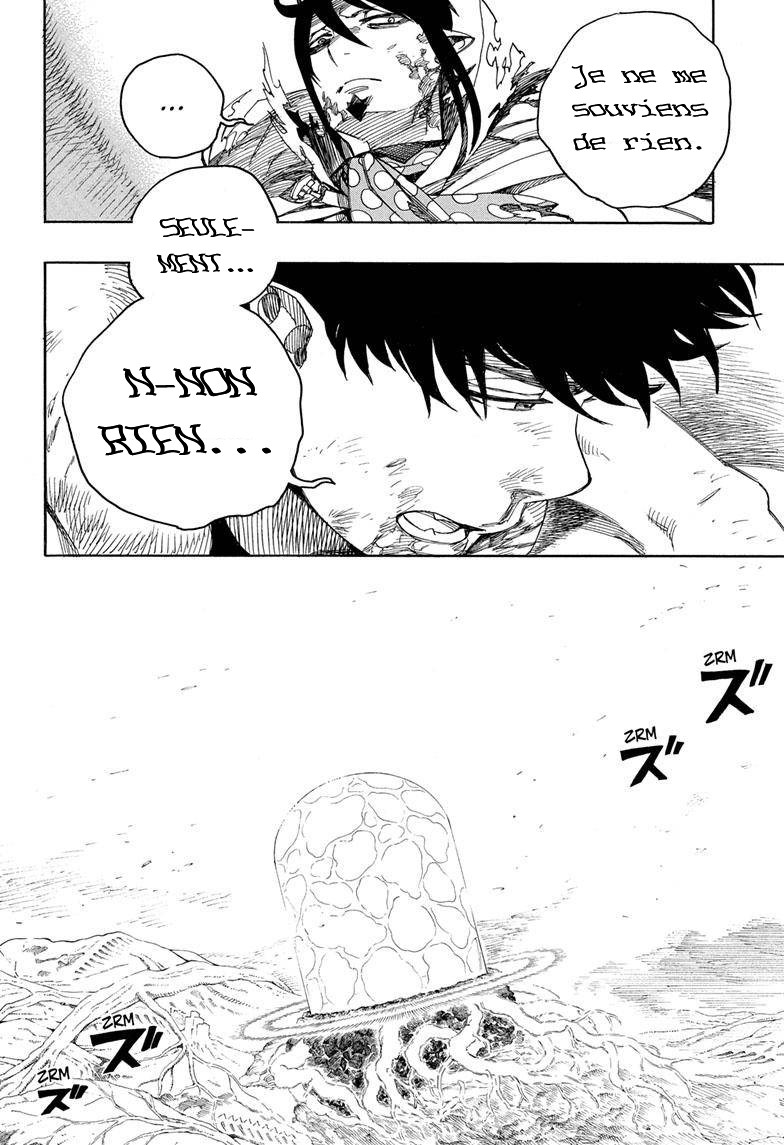 Je ne me
souviens
de rien.
...
SEULE-
MENT...
N-NON
RIEN...
ZRM
ズ"
ZRM
ズ"
ZRM
ズ"
ZRM
ズ"